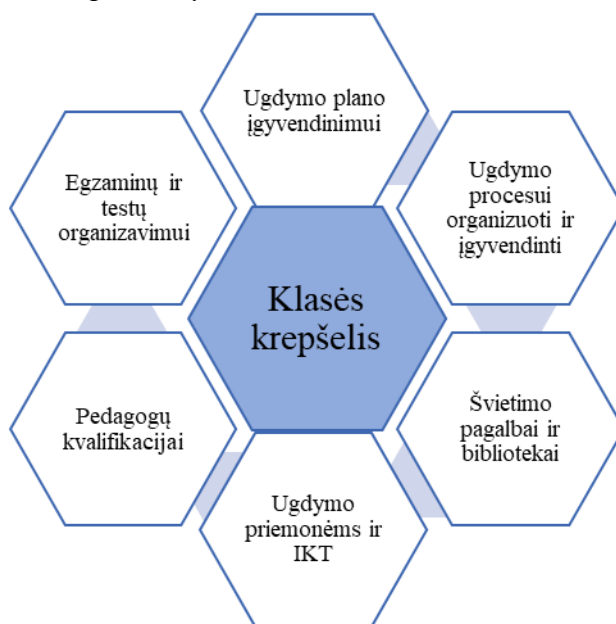 Ugdymo plano
įgyvendinimui
Ugdymo
procesui
organizuoti ir
įgyvendinti
Egzaminų ir
testų
organizavimui
Klasės
krepšelis
Švietimo
pagalbai ir
bibliotekai
Pedagogų
kvalifikacijai
Ugdymo
priemonėms ir
IKT